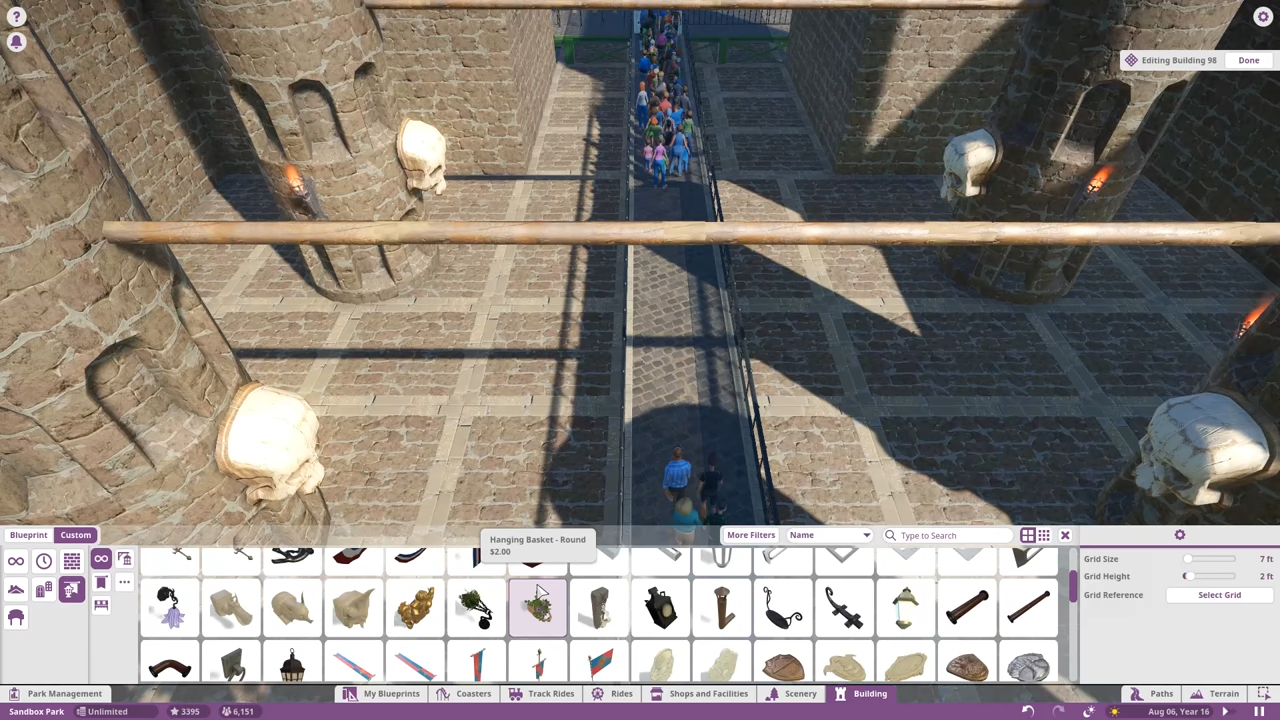 ?
Editing Building 98 Done
Blueprint Custom
Hanging Basket - Round
$2.00
More Filters Name Type to Search
Grid Size 7 ft
Grid Height 2 ft
Grid Reference Select Grid
Park Management My Blueprints Coasters Track Rides Rides Shops and Facilities Scenery Building Paths Terrain
Sandbox Park Unlimited 3395 6,151 Aug 06, Year 16